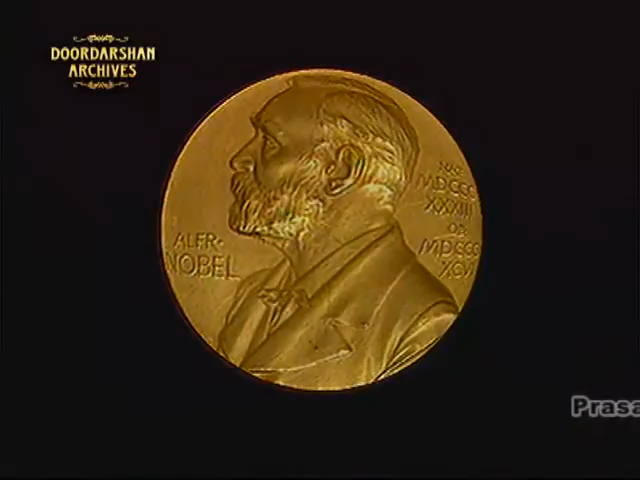 DOORDARSHAN
ARCHIVES
ALFR·
NOBEL
NAT·
MDCCC
XXXIII
OB·
MDCCC
XCVI
Prasa